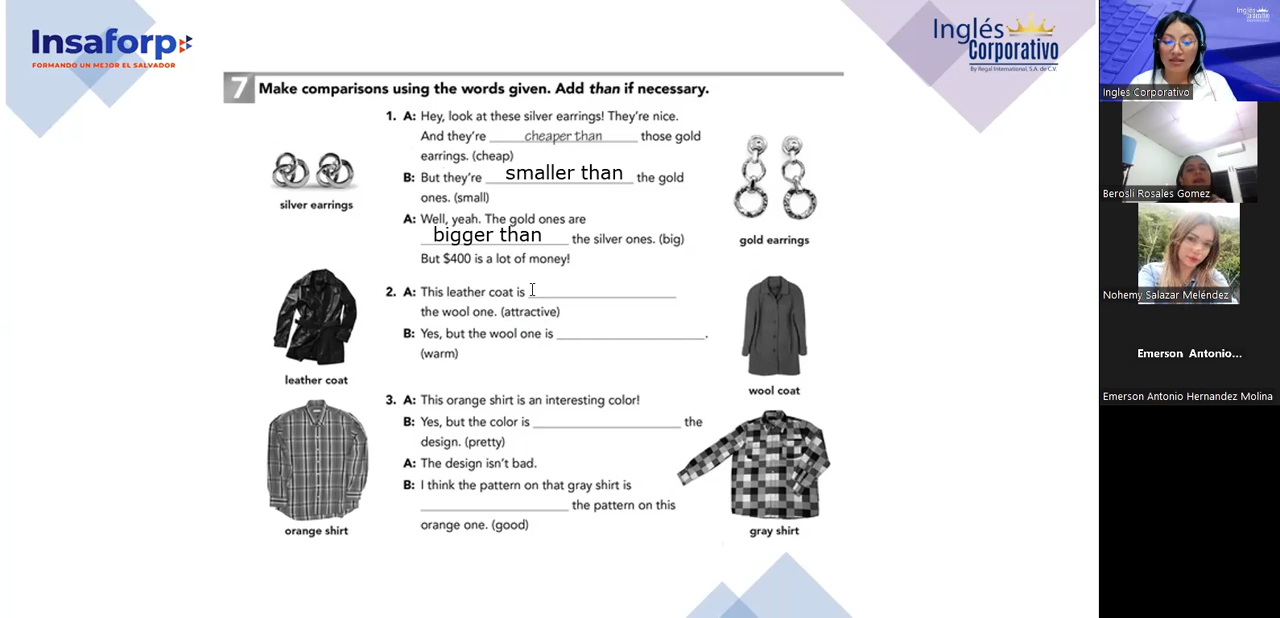 Insaforp
FORMANDO UN MEJOR EL SALVADOR
Inglés
Corporativo
By Regal International, S.A. de C.V.
7 Make comparisons using the words given. Add than if necessary.
1. A: Hey, look at these silver earrings! They're nice.
And they're cheaper than those gold
earrings. (cheap)
B: But they're smaller than the gold
ones. (small)
A: Well, yeah. The gold ones are
bigger than the silver ones. (big)
But $400 is a lot of money!
silver earrings
gold earrings
2. A: This leather coat is
the wool one. (attractive)
B: Yes, but the wool one is .
(warm)
leather coat
wool coat
3. A: This orange shirt is an interesting color!
B: Yes, but the color is the
design. (pretty)
A: The design isn't bad.
B: I think the pattern on that gray shirt is
the pattern on this
orange one. (good)
orange shirt
gray shirt
Ingles Corporativo
Berosli Rosales Gomez
Nohemy Salazar Meléndez
Emerson Antonio...
Emerson Antonio Hernandez Molina